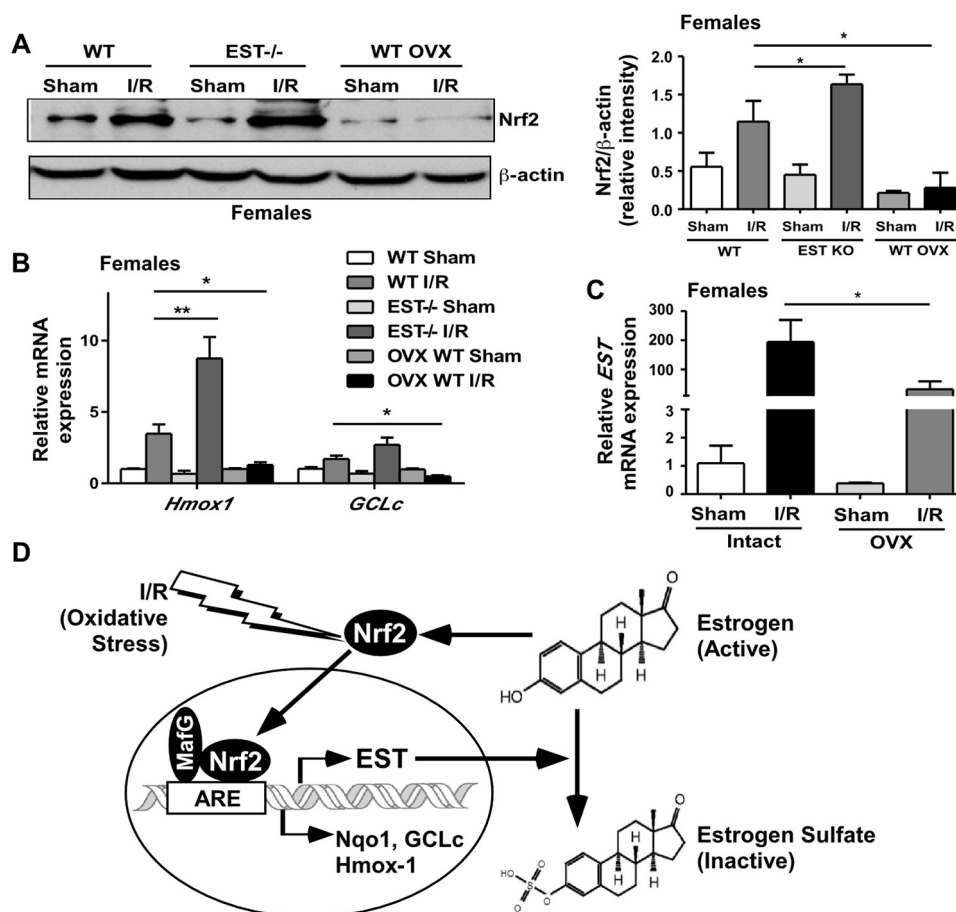 A
WT
EST-/-
WT OVX
Sham I/R Sham I/R Sham I/R
Nrf2
β-actin
Females
Females
Nrf2/β-actin
(relative intensity)
2.0
1.5
1.0
0.5
0.0
*
*
Sham I/R Sham I/R Sham I/R
WT EST KO WT OVX
B
Females
Relative mRNA
expression
10
5
0
*
**
*
Hmox1 GCLc
WT Sham
WT I/R
EST-/- Sham
EST-/- I/R
OVX WT Sham
OVX WT I/R
C
Females
Relative EST
mRNA expression
300
200
100
2
1
0
*
Sham I/R Sham I/R
Intact OVX
D
I/R
(Oxidative
Stress)
Nrf2
Estrogen
(Active)
O
H
H
H
HO
MafG
Nrf2
ARE
EST
Nqo1, GCLc
Hmox-1
Estrogen Sulfate
(Inactive)
O
H
H
H
HO
O
S
O
O